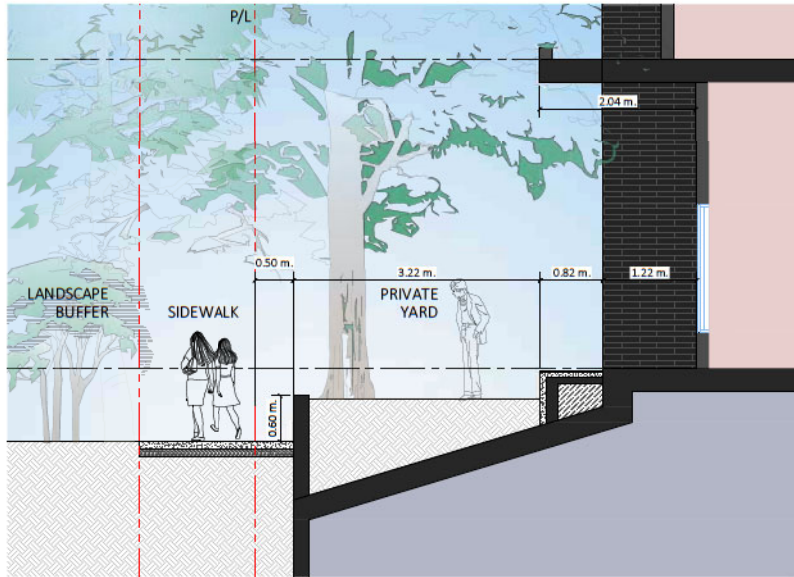 P/L
2.04 m.
0.50 m.
3.22 m.
0.82 m.
1.22 m.
LANDSCAPE
BUFFER
SIDEWALK
PRIVATE
YARD
0.60 m.